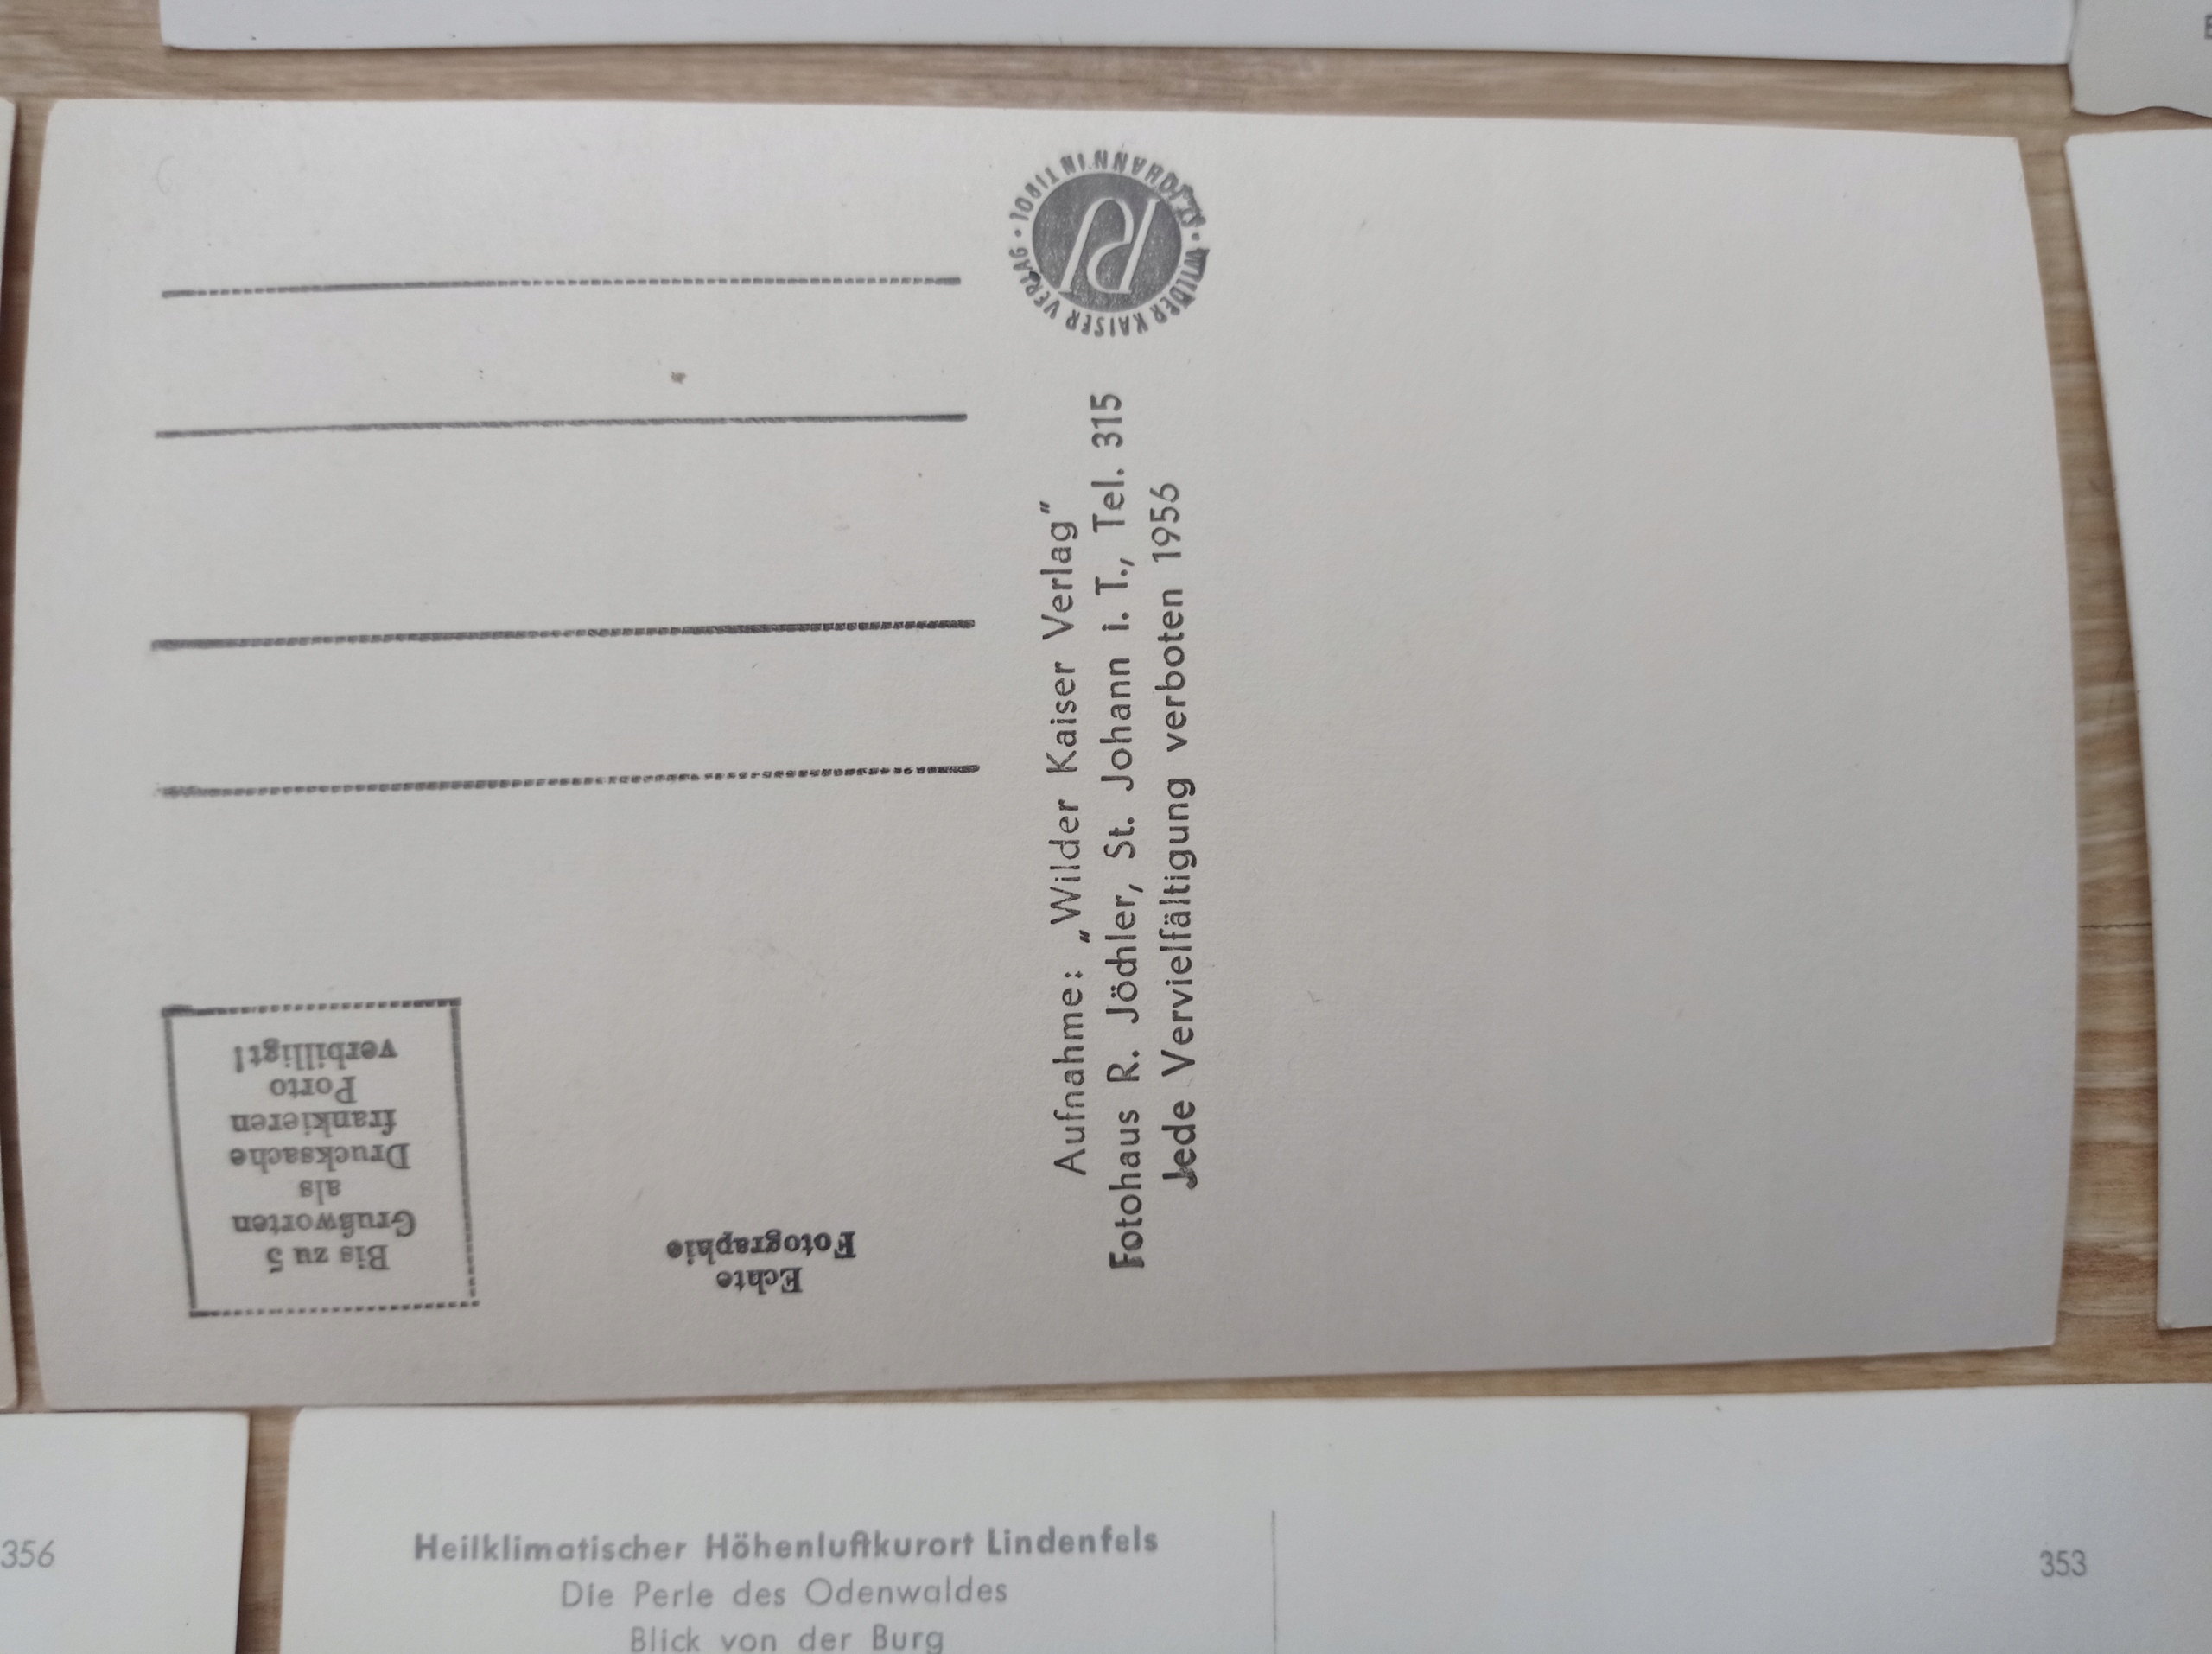 ST. JOHANN IN TIROL · WILDER KAISER VERLAG ·
Aufnahme: „Wilder Kaiser Verlag”
Fotohaus R. Jöchler, St. Johann i. T., Tel. 315
Jede Vervielfältigung verboten 1956
Echte
Fotographie
Bis zu 5
Grußworten
als
Drucksache
frankieren
Porto
verbilligt!
356
Heilklimatischer Höhenluftkurort Lindenfels
Die Perle des Odenwaldes
Blick von der Burg
353